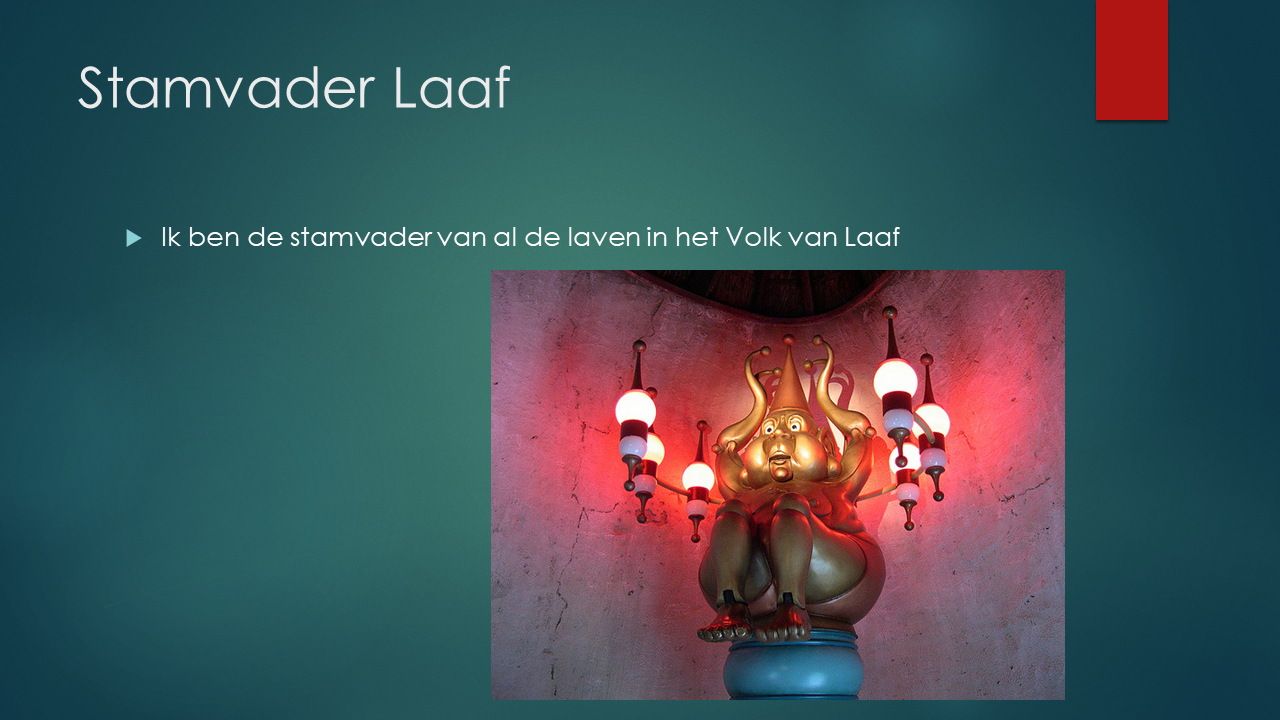 Stamvader Laaf
Ik ben de stamvader van al de laven in het Volk van Laaf